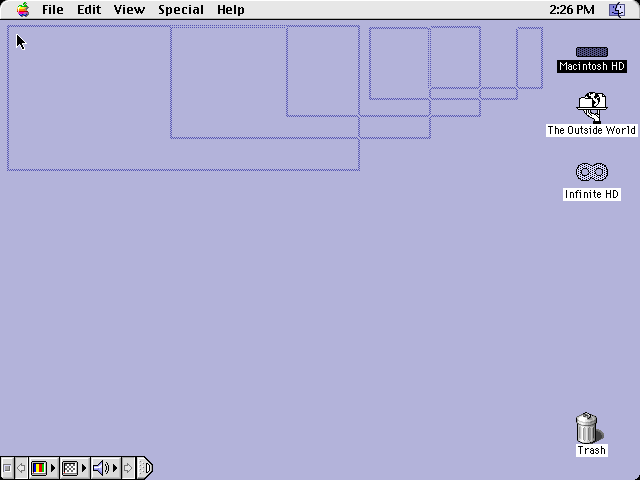 File Edit View Special Help 2:26 PM
Macintosh HD
The Outside World
Infinite HD
Trash